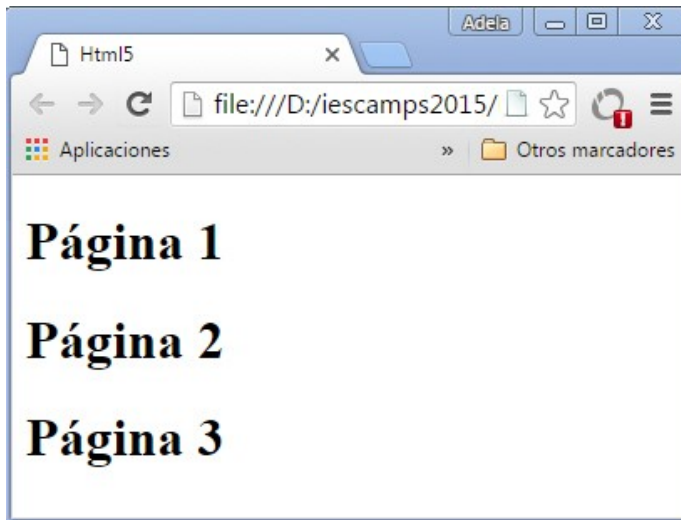 Adela
Html5
file:///D:/iescamps2015/
Aplicaciones
» Otros marcadores
Página 1
Página 2
Página 3